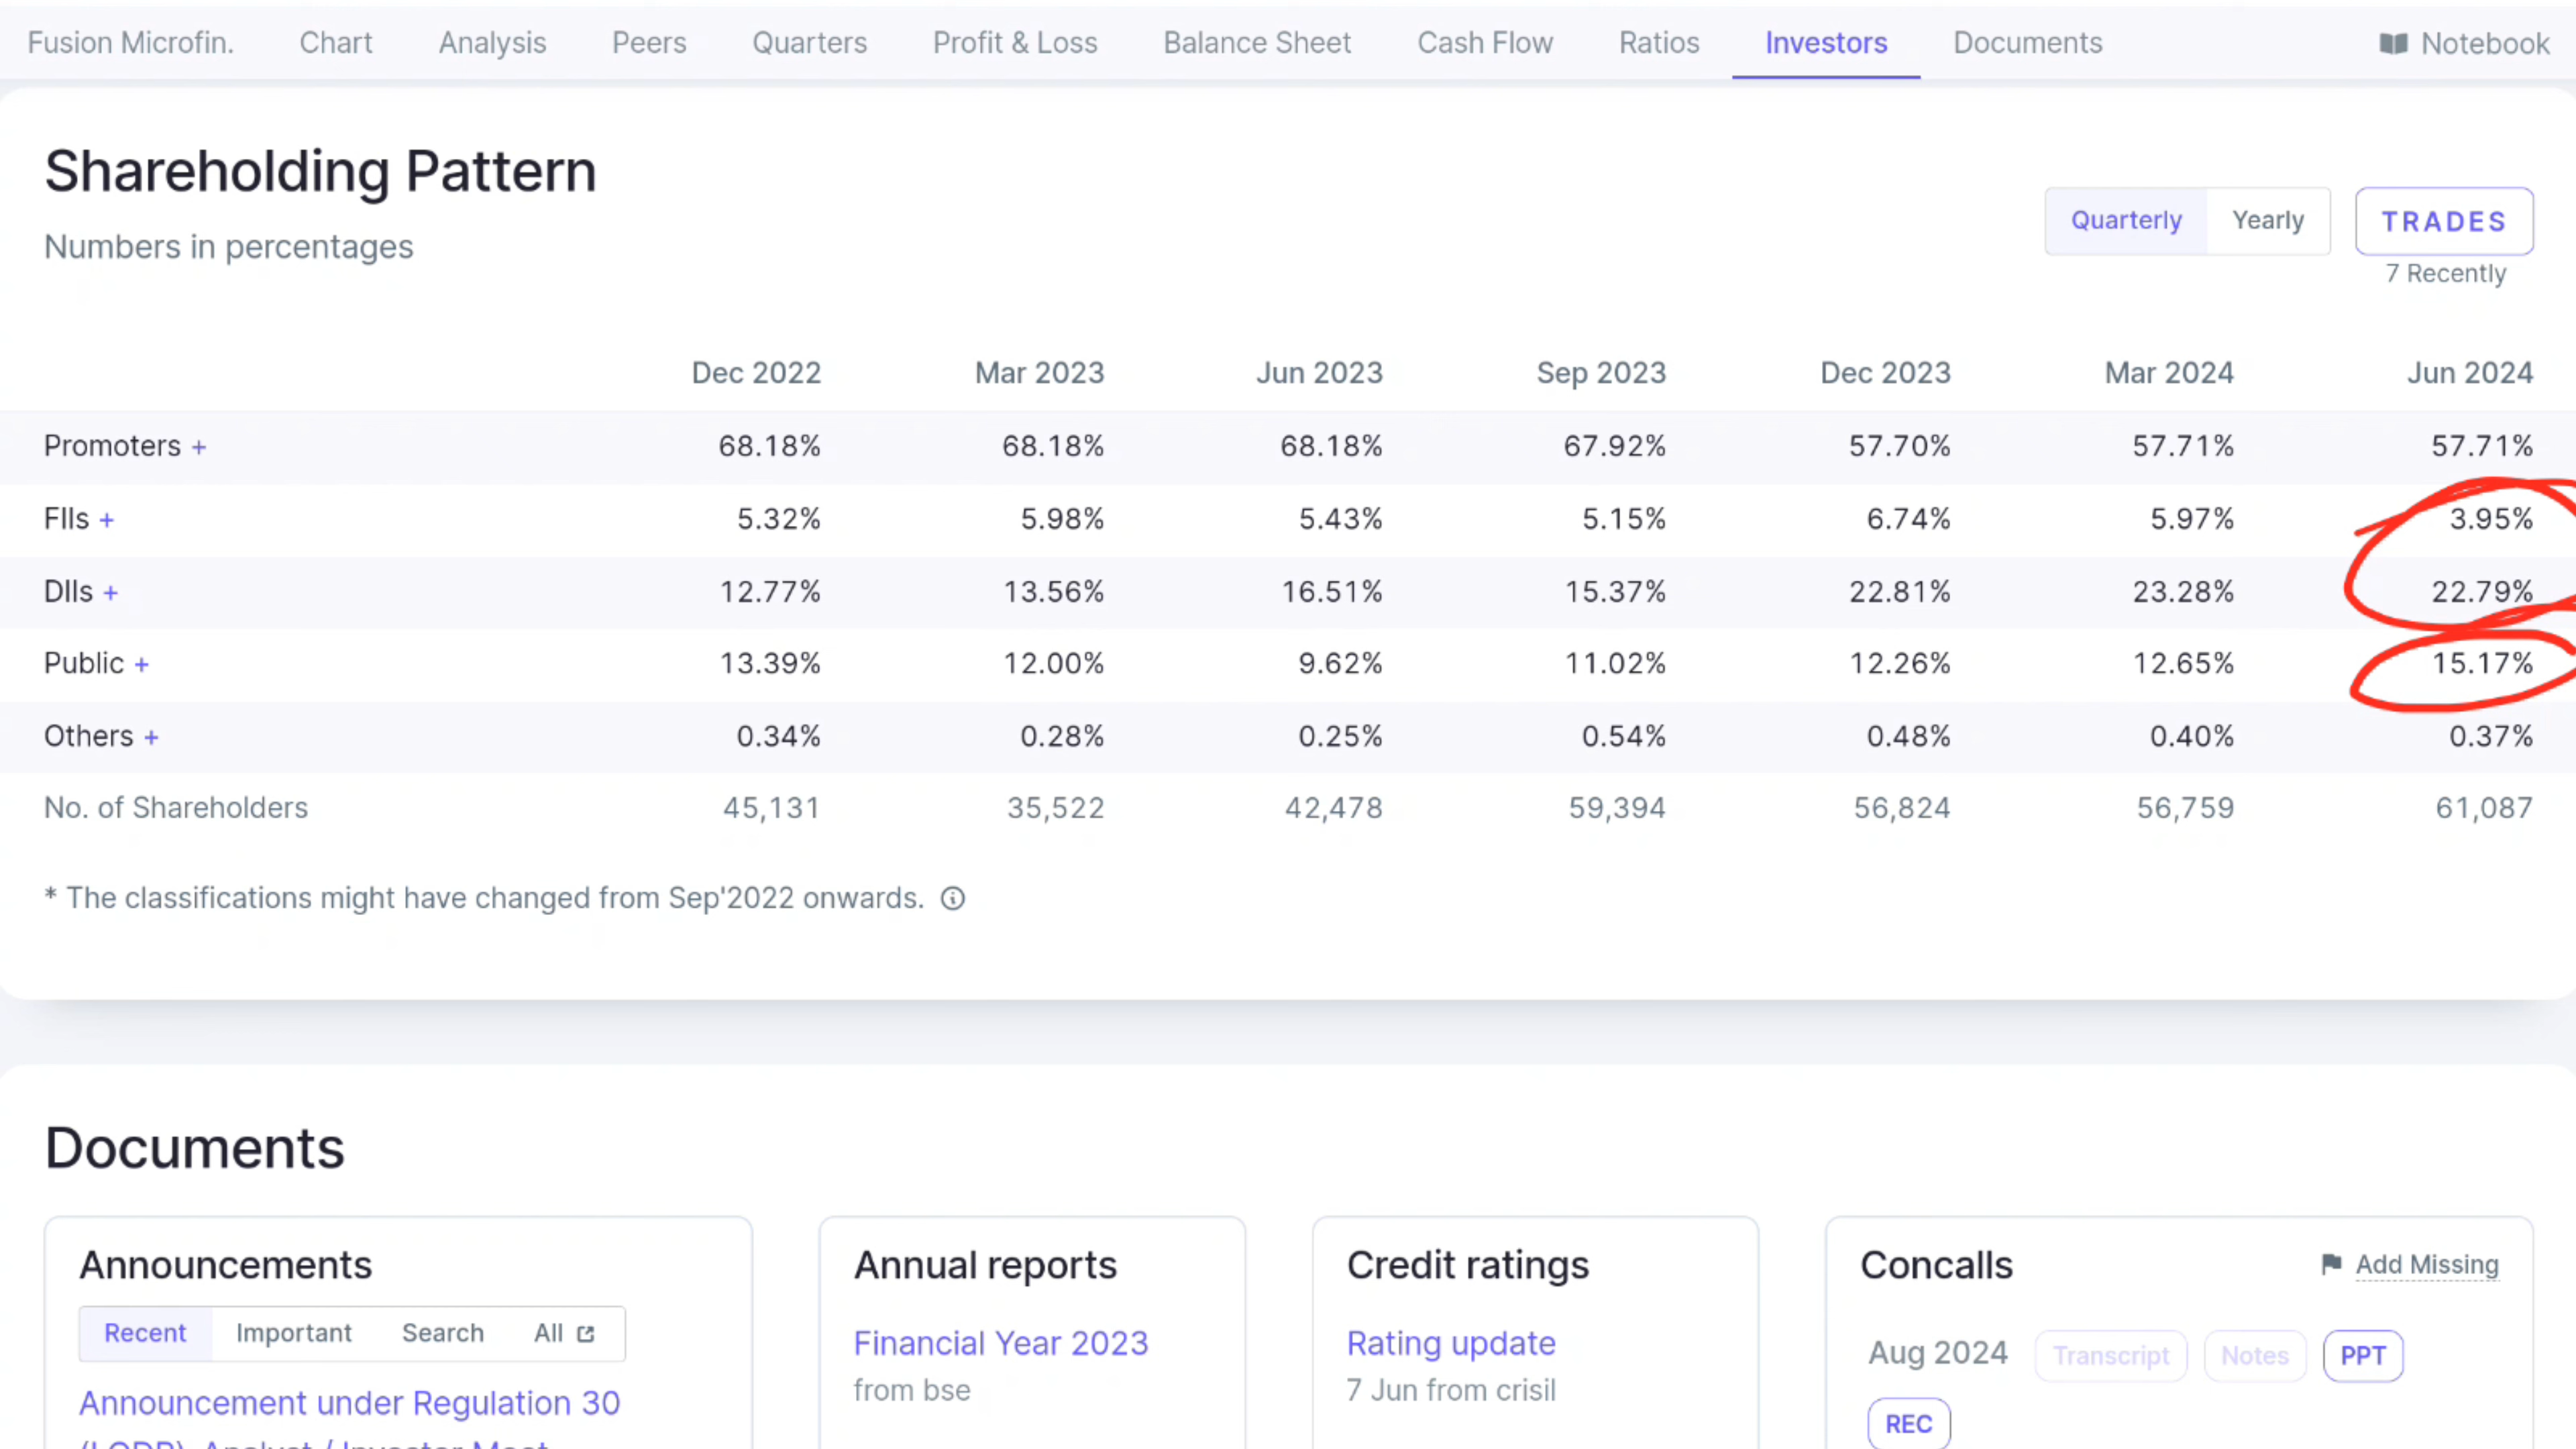 Fusion Microfin. Chart Analysis Peers Quarters Profit & Loss Balance Sheet Cash Flow Ratios Investors Documents Notebook
Shareholding Pattern
Numbers in percentages
Quarterly Yearly TRADES
7 Recently
Dec 2022 Mar 2023 Jun 2023 Sep 2023 Dec 2023 Mar 2024 Jun 2024
Promoters + 68.18% 68.18% 68.18% 67.92% 57.70% 57.71% 57.71%
FIIs + 5.32% 5.98% 5.43% 5.15% 6.74% 5.97% 3.95%
DIIs + 12.77% 13.56% 16.51% 15.37% 22.81% 23.28% 22.79%
Public + 13.39% 12.00% 9.62% 11.02% 12.26% 12.65% 15.17%
Others + 0.34% 0.28% 0.25% 0.54% 0.48% 0.40% 0.37%
No. of Shareholders 45,131 35,522 42,478 59,394 56,824 56,759 61,087
* The classifications might have changed from Sep'2022 onwards.
Documents
Announcements
Recent Important Search All
Announcement under Regulation 30
(LODR)-Analyst / Investor Meet
Annual reports
Financial Year 2023
from bse
Credit ratings
Rating update
7 Jun from crisil
Concalls Add Missing
Aug 2024 Transcript Notes PPT
REC